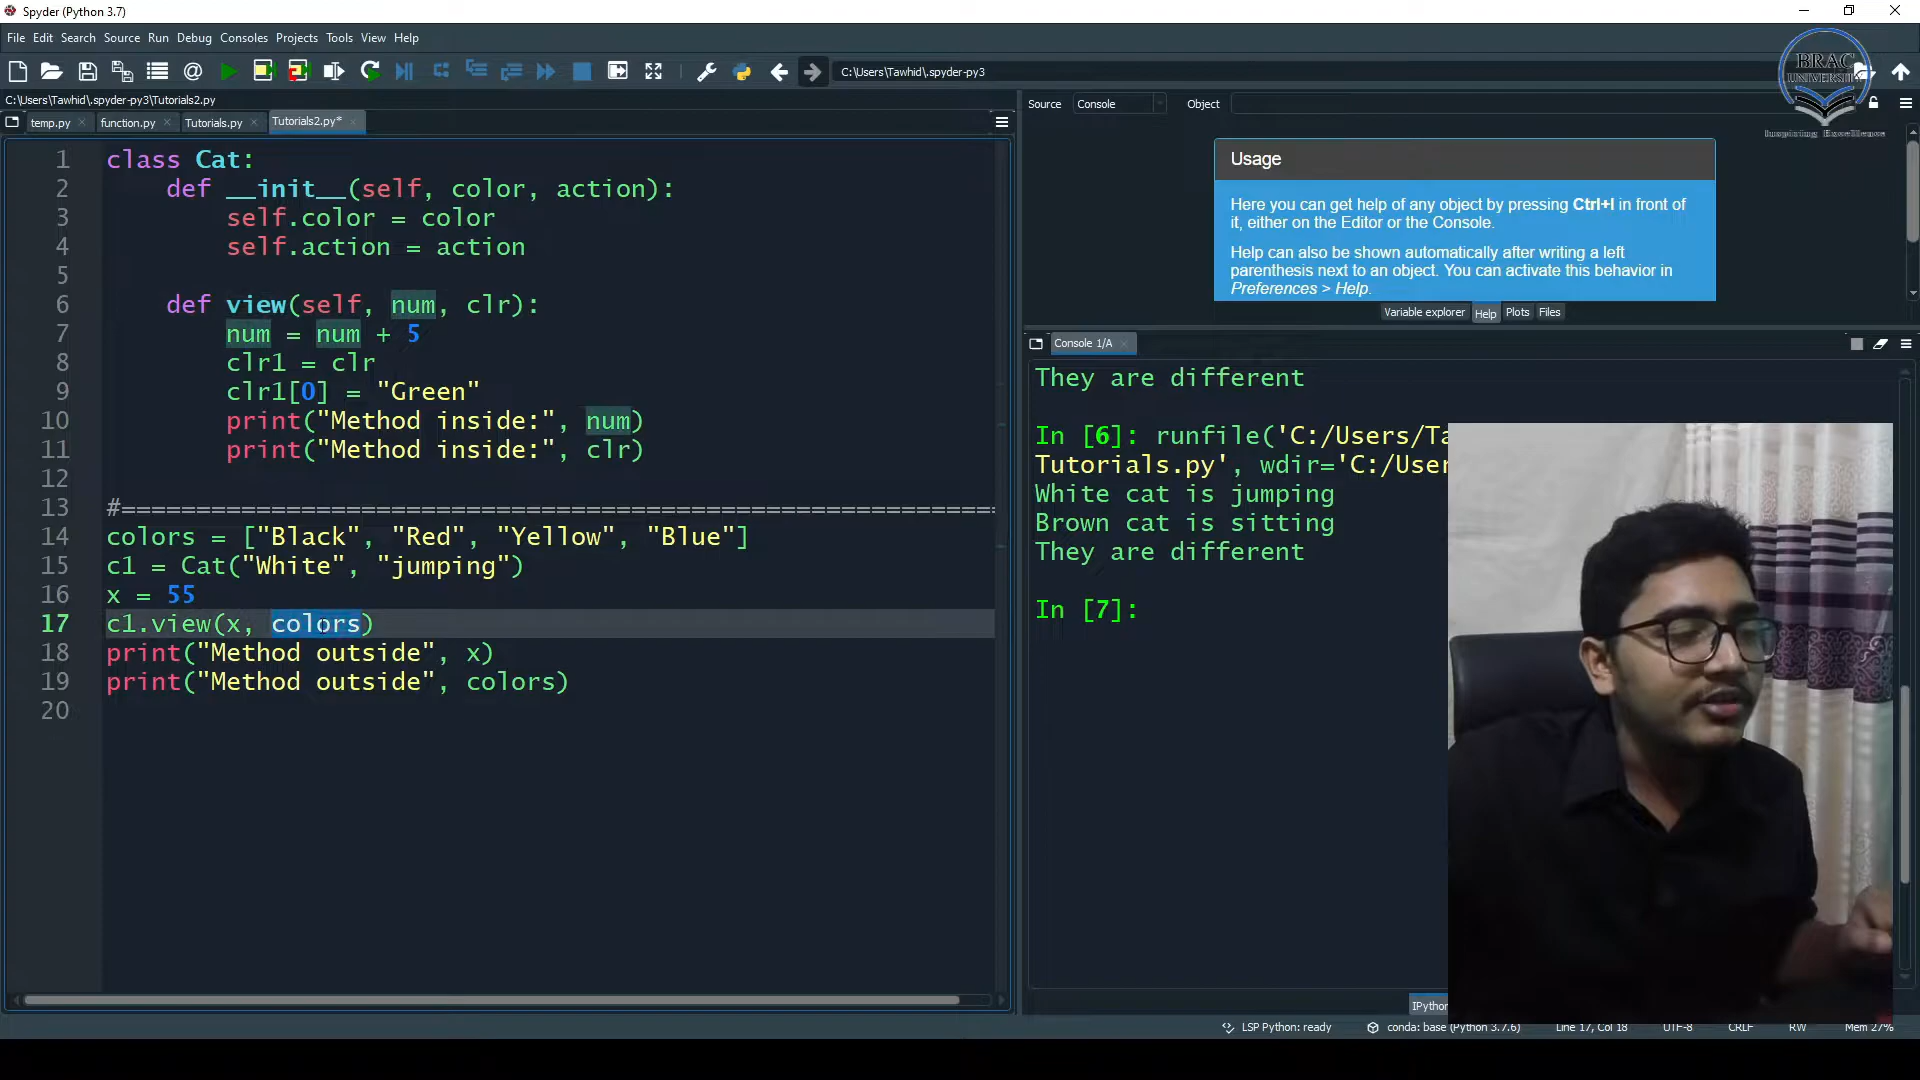 Spyder (Python 3.7)
File Edit Search Source Run Debug Consoles Projects Tools View Help
C:\Users\Tawhid\.spyder-py3
BRAC
UNIVERSITY
Inspiring Excellence
C:\Users\Tawhid\.spyder-py3\Tutorials2.py
temp.py function.py Tutorials.py Tutorials2.py*
1 class Cat:
2 def __init__(self, color, action):
3 self.color = color
4 self.action = action
5
6 def view(self, num, clr):
7 num = num + 5
8 clr1 = clr
9 clr1[0] = "Green"
10 print("Method inside:", num)
11 print("Method inside:", clr)
12
13 #==========================================================
14 colors = ["Black", "Red", "Yellow", "Blue"]
15 c1 = Cat("White", "jumping")
16 x = 55
17 c1.view(x, colors)
18 print("Method outside", x)
19 print("Method outside", colors)
20
Source Console Object
Usage
Here you can get help of any object by pressing Ctrl+I in front of
it, either on the Editor or the Console.
Help can also be shown automatically after writing a left
parenthesis next to an object. You can activate this behavior in
Preferences > Help.
Variable explorer Help Plots Files
Console 1/A
They are different
In [6]: runfile('C:/Users/Ta
Tutorials.py', wdir='C:/User
White cat is jumping
Brown cat is sitting
They are different
In [7]:
IPython
LSP Python: ready conda: base (Python 3.7.6) Line 17, Col 18 UTF-8 CRLF RW Mem 27%